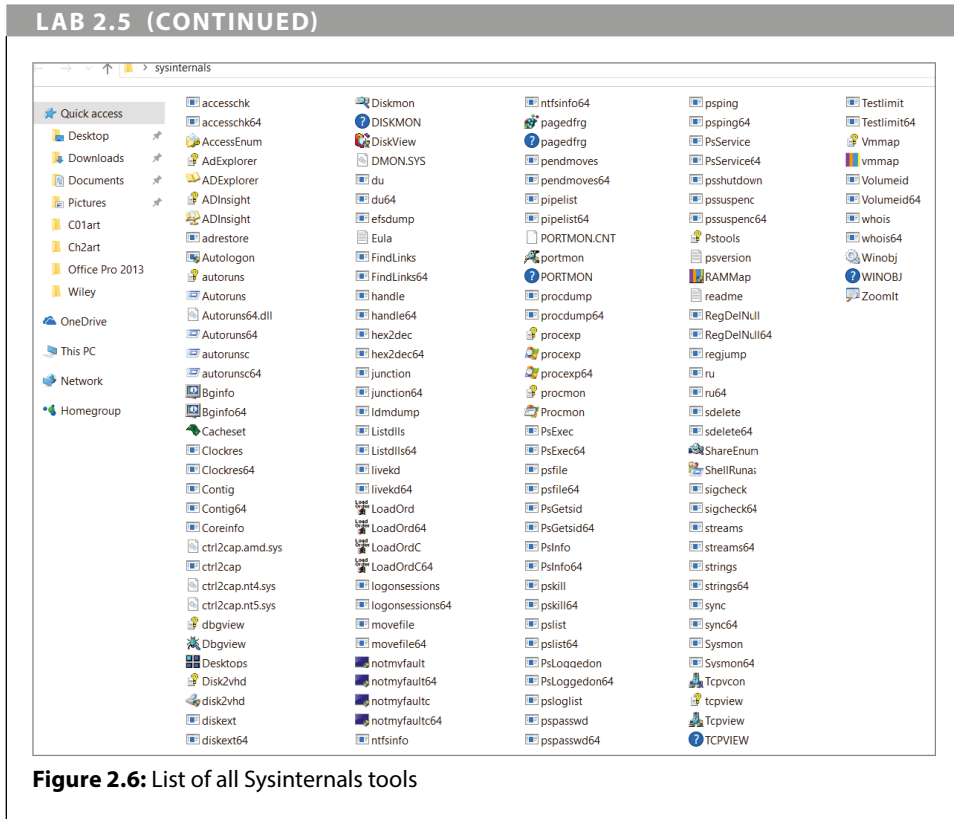 LAB 2.5 (CONTINUED)
sysinternals
Quick access
Desktop
Downloads
Documents
Pictures
C01art
Ch2art
Office Pro 2013
Wiley
OneDrive
This PC
Network
Homegroup
accesschk
accesschk64
AccessEnum
AdExplorer
ADExplorer
ADInsight
ADInsight
adrestore
Autologon
autoruns
Autoruns
Autoruns64.dll
Autoruns64
autorunsc
autorunsc64
Bginfo
Bginfo64
Cacheset
Clockres
Clockres64
Contig
Contig64
Coreinfo
ctrl2cap.amd.sys
ctrl2cap
ctrl2cap.nt4.sys
ctrl2cap.nt5.sys
dbgview
Dbgview
Desktops
Disk2vhd
disk2vhd
diskext
diskext64
Diskmon
DISKMON
DiskView
DMON.SYS
du
du64
efsdump
Eula
FindLinks
FindLinks64
handle
handle64
hex2dec
hex2dec64
junction
junction64
ldmdump
Listdlls
Listdlls64
livekd
livekd64
LoadOrd
LoadOrd64
LoadOrdC
LoadOrdC64
logonsessions
logonsessions64
movefile
movefile64
notmyfault
notmyfault64
notmyfaultc
notmyfaultc64
ntfsinfo
ntfsinfo64
pagedfrg
pagedfrg
pendmoves
pendmoves64
pipelist
pipelist64
PORTMON.CNT
portmon
PORTMON
procdump
procdump64
procexp
procexp
procexp64
procmon
Procmon
PsExec
PsExec64
psfile
psfile64
PsGetsid
PsGetsid64
PsInfo
PsInfo64
pskill
pskill64
pslist
pslist64
PsLoggedon
PsLoggedon64
psloglist
pspasswd
pspasswd64
psping
psping64
PsService
PsService64
psshutdown
pssuspenc
pssuspenc64
Pstools
psversion
RAMMap
readme
RegDelNull
RegDelNull64
regjump
ru
ru64
sdelete
sdelete64
ShareEnum
ShellRunas
sigcheck
sigcheck64
streams
streams64
strings
strings64
sync
sync64
Sysmon
Sysmon64
Tcpvcon
tcpview
Tcpview
TCPVIEW
Testlimit
Testlimit64
Vmmap
vmmap
Volumeid
Volumeid64
whois
whois64
Winobj
WINOBJ
ZoomIt
Figure 2.6: List of all Sysinternals tools